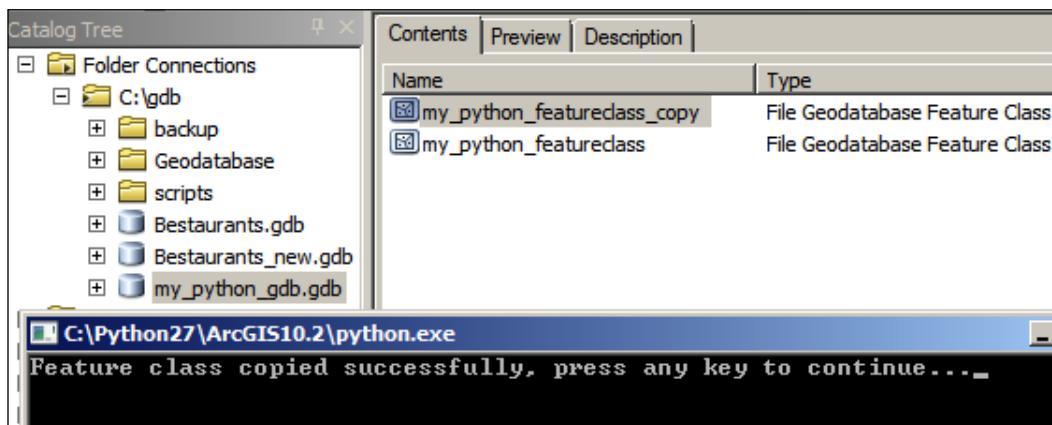 Catalog Tree
Folder Connections
C:\gdb
backup
Geodatabase
scripts
Bestaurants.gdb
Bestaurants_new.gdb
my_python_gdb.gdb
Contents Preview Description
Name Type
my_python_featureclass_copy File Geodatabase Feature Class
my_python_featureclass File Geodatabase Feature Class
C:\Python27\ArcGIS10.2\python.exe
Feature class copied successfully, press any key to continue..._